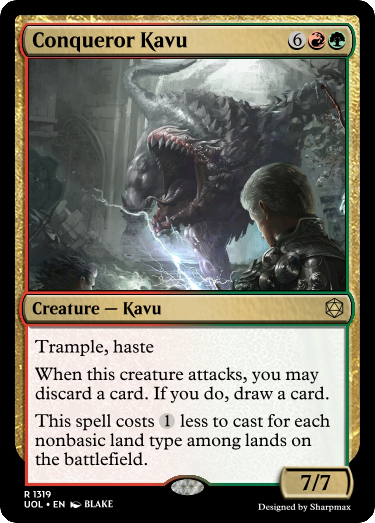 Conqueror Kavu
6
Creature — Kavu
Trample, haste
When this creature attacks, you may
discard a card. If you do, draw a card.
This spell costs 1 less to cast for each
nonbasic land type among lands on
the battlefield.
7/7
R 1319
UOL • EN BLAKE
Designed by Sharpmax